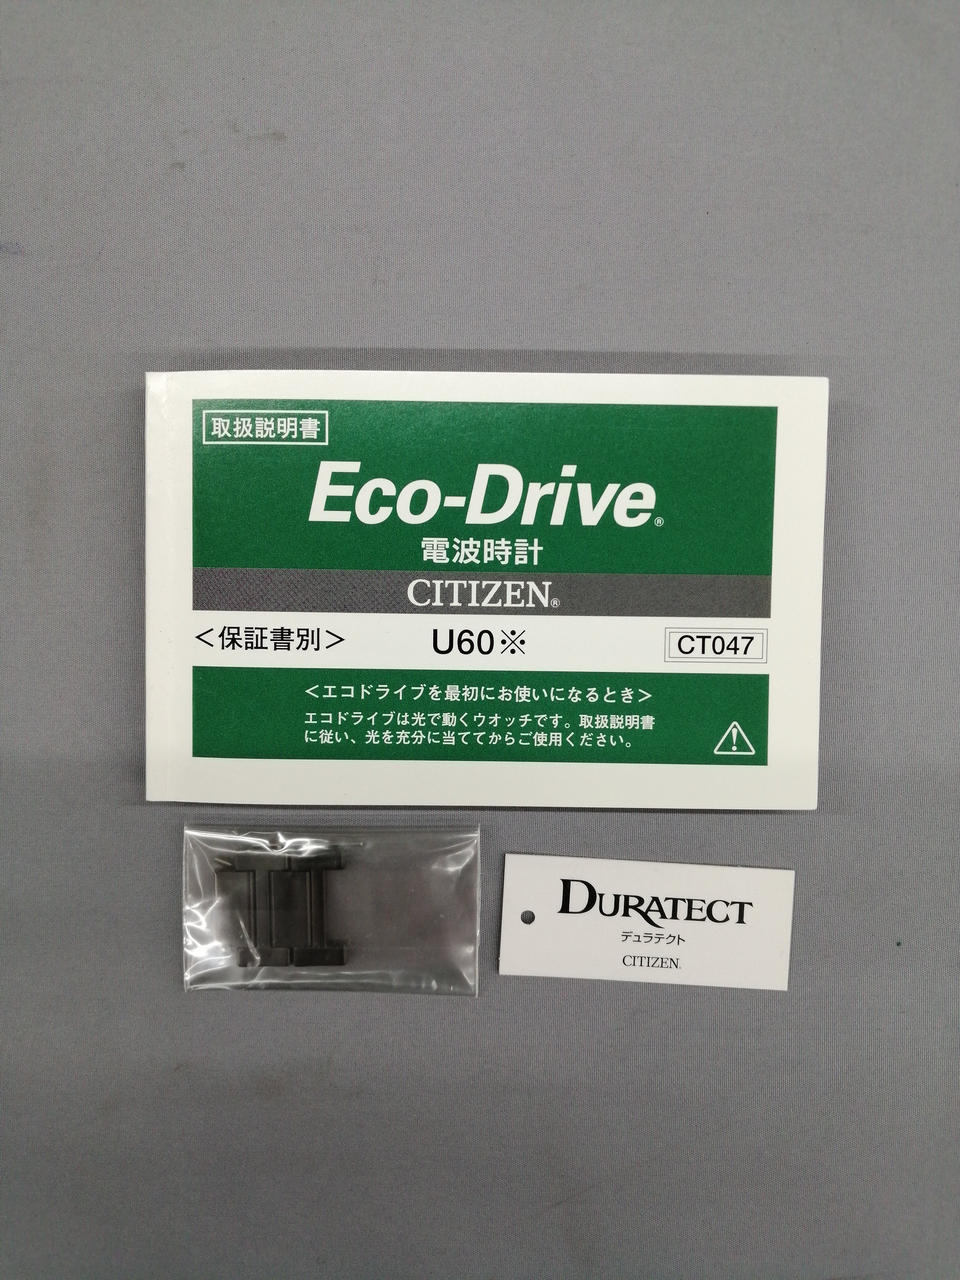 取扱説明書
Eco-Drive®
電波時計
CITIZEN®
＜保証書別＞ U60※ CT047
＜エコドライブを最初にお使いになるとき＞
エコドライブは光で動くウオッチです。取扱説明書
に従い、光を充分に当ててからご使用ください。
DURATECT
デュラテクト
CITIZEN®